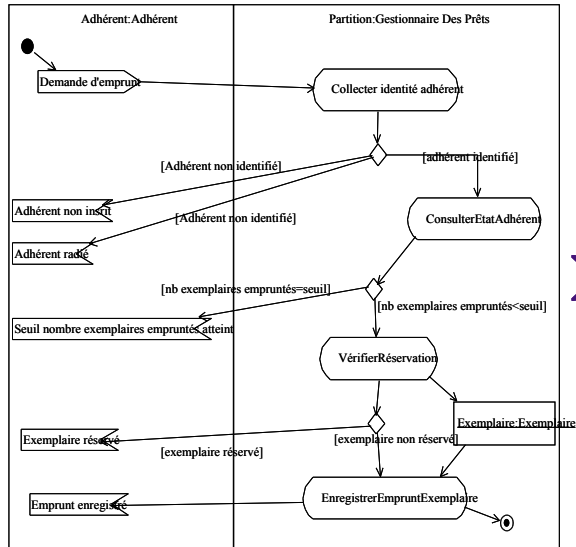 Adhérent:Adhérent
Partition:Gestionnaire Des Prêts
Demande d'emprunt
Collecter identité adhérent
[Adhérent non identifié]
[adhérent identifié]
Adhérent non insrit
[Adhérent non identifié]
ConsulterEtatAdhérent
Adhérent radié
[nb exemplaires empruntés=seuil]
[nb exemplaires empruntés<seuil]
Seuil nombre exemplaires empruntés atteint
VérifierRéservation
Exemplaire:Exemplaire
Exemplaire réservé
[exemplaire non réservé]
[exemplaire réservé]
EnregistrerEmpruntExemplaire
Emprunt enregistré